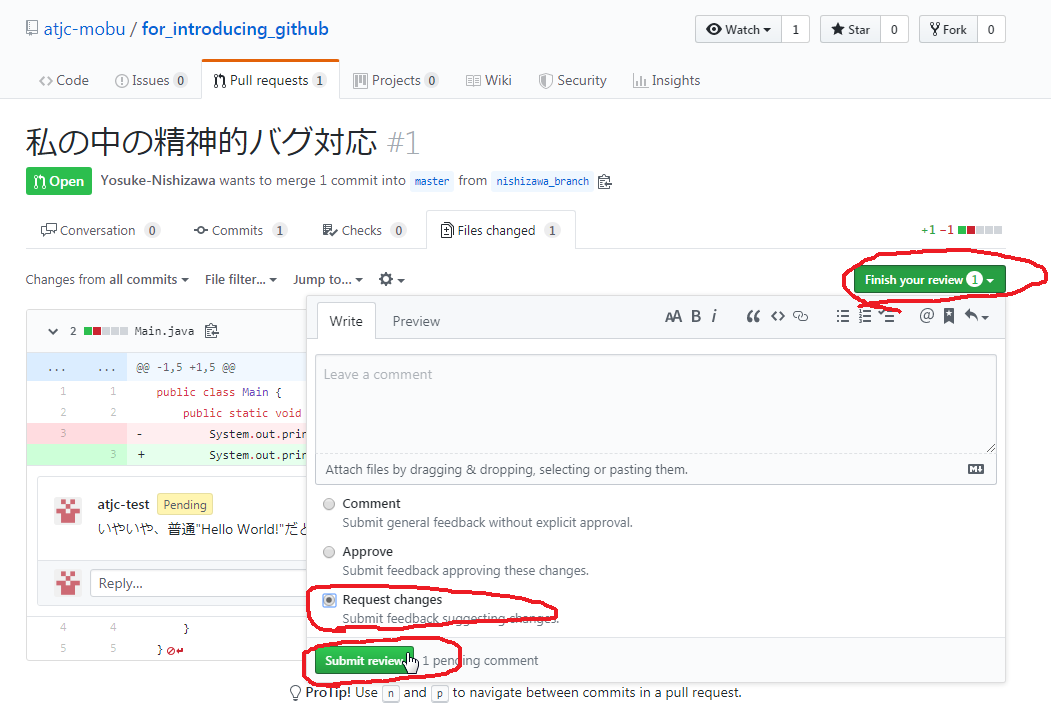 atjc-mobu / for_introducing_github
Watch 1 Star 0 Fork 0
Code Issues 0 Pull requests 1 Projects 0 Wiki Security Insights
私の中の精神的バグ対応 #1
Open Yosuke-Nishizawa wants to merge 1 commit into master from nishizawa_branch
Conversation 0 Commits 1 Checks 0 Files changed 1 +1 −1
Changes from all commits File filter... Jump to... Finish your review 1
2 Main.java
Write Preview AA B i
... ... @@ -1,5 +1,5 @@
1 1 public class Main {
2 2 public static void
3 - System.out.prin
3 + System.out.prin
Leave a comment
Attach files by dragging & dropping, selecting or pasting them.
atjc-test Pending
いやいや、普通"Hello World!"だと
Reply...
Comment
Submit general feedback without explicit approval.
Approve
Submit feedback approving these changes.
Request changes
Submit feedback suggesting changes.
4 4 }
5 5 }
Submit review 1 pending comment
ProTip! Use n and p to navigate between commits in a pull request.